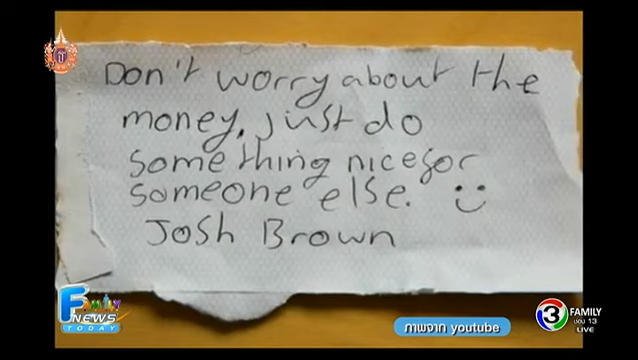 Don't worry about the
money, just do
something nice for
someone else.
Josh Brown
FAMILY
NEWS
TODAY
ภาพจาก youtube
3
FAMILY
ช่อง 13
LIVE